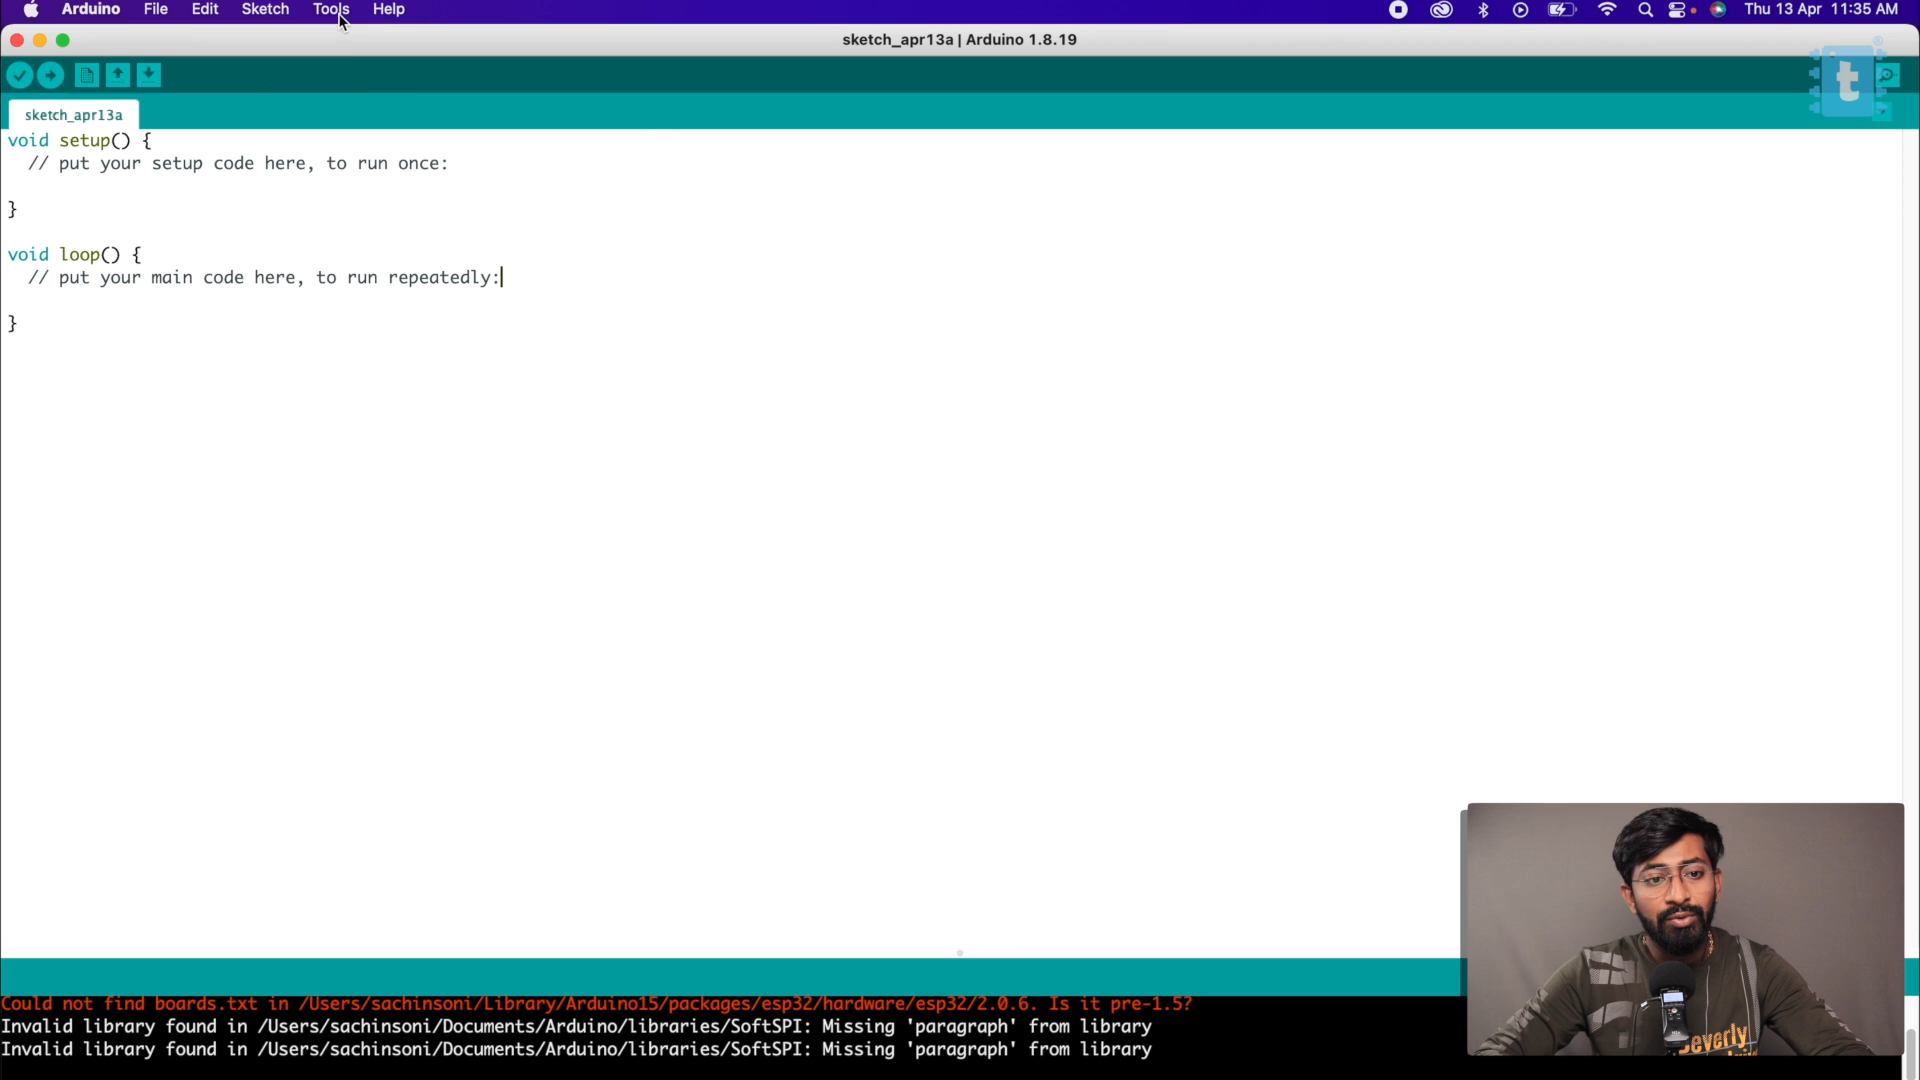 Arduino File Edit Sketch Tools Help Thu 13 Apr 11:35 AM
sketch_apr13a | Arduino 1.8.19
t
sketch_apr13a
void setup() {
// put your setup code here, to run once:
}
void loop() {
// put your main code here, to run repeatedly:
}
Could not find boards.txt in /Users/sachinsoni/Library/Arduino15/packages/esp32/hardware/esp32/2.0.6. Is it pre-1.5?
Invalid library found in /Users/sachinsoni/Documents/Arduino/libraries/SoftSPI: Missing 'paragraph' from library
Invalid library found in /Users/sachinsoni/Documents/Arduino/libraries/SoftSPI: Missing 'paragraph' from library
Beverly